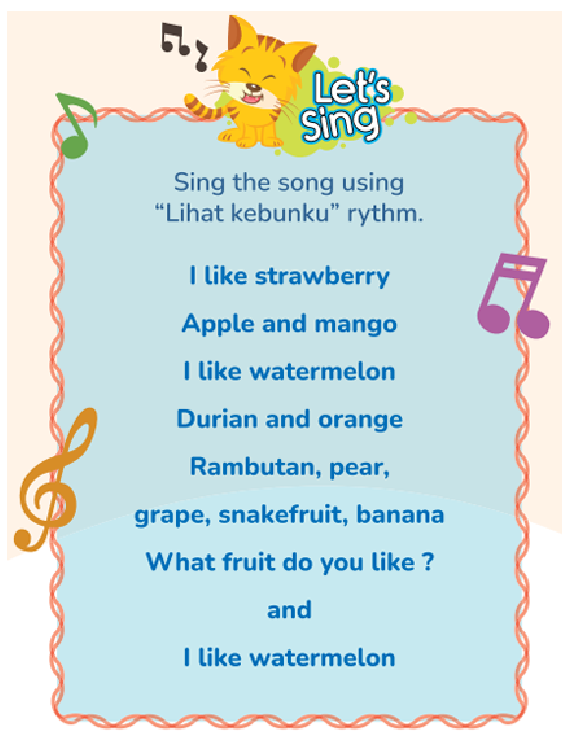 Let's
Sing
Sing the song using
“Lihat kebunku” rythm.
I like strawberry
Apple and mango
I like watermelon
Durian and orange
Rambutan, pear,
grape, snakefruit, banana
What fruit do you like ?
and
I like watermelon